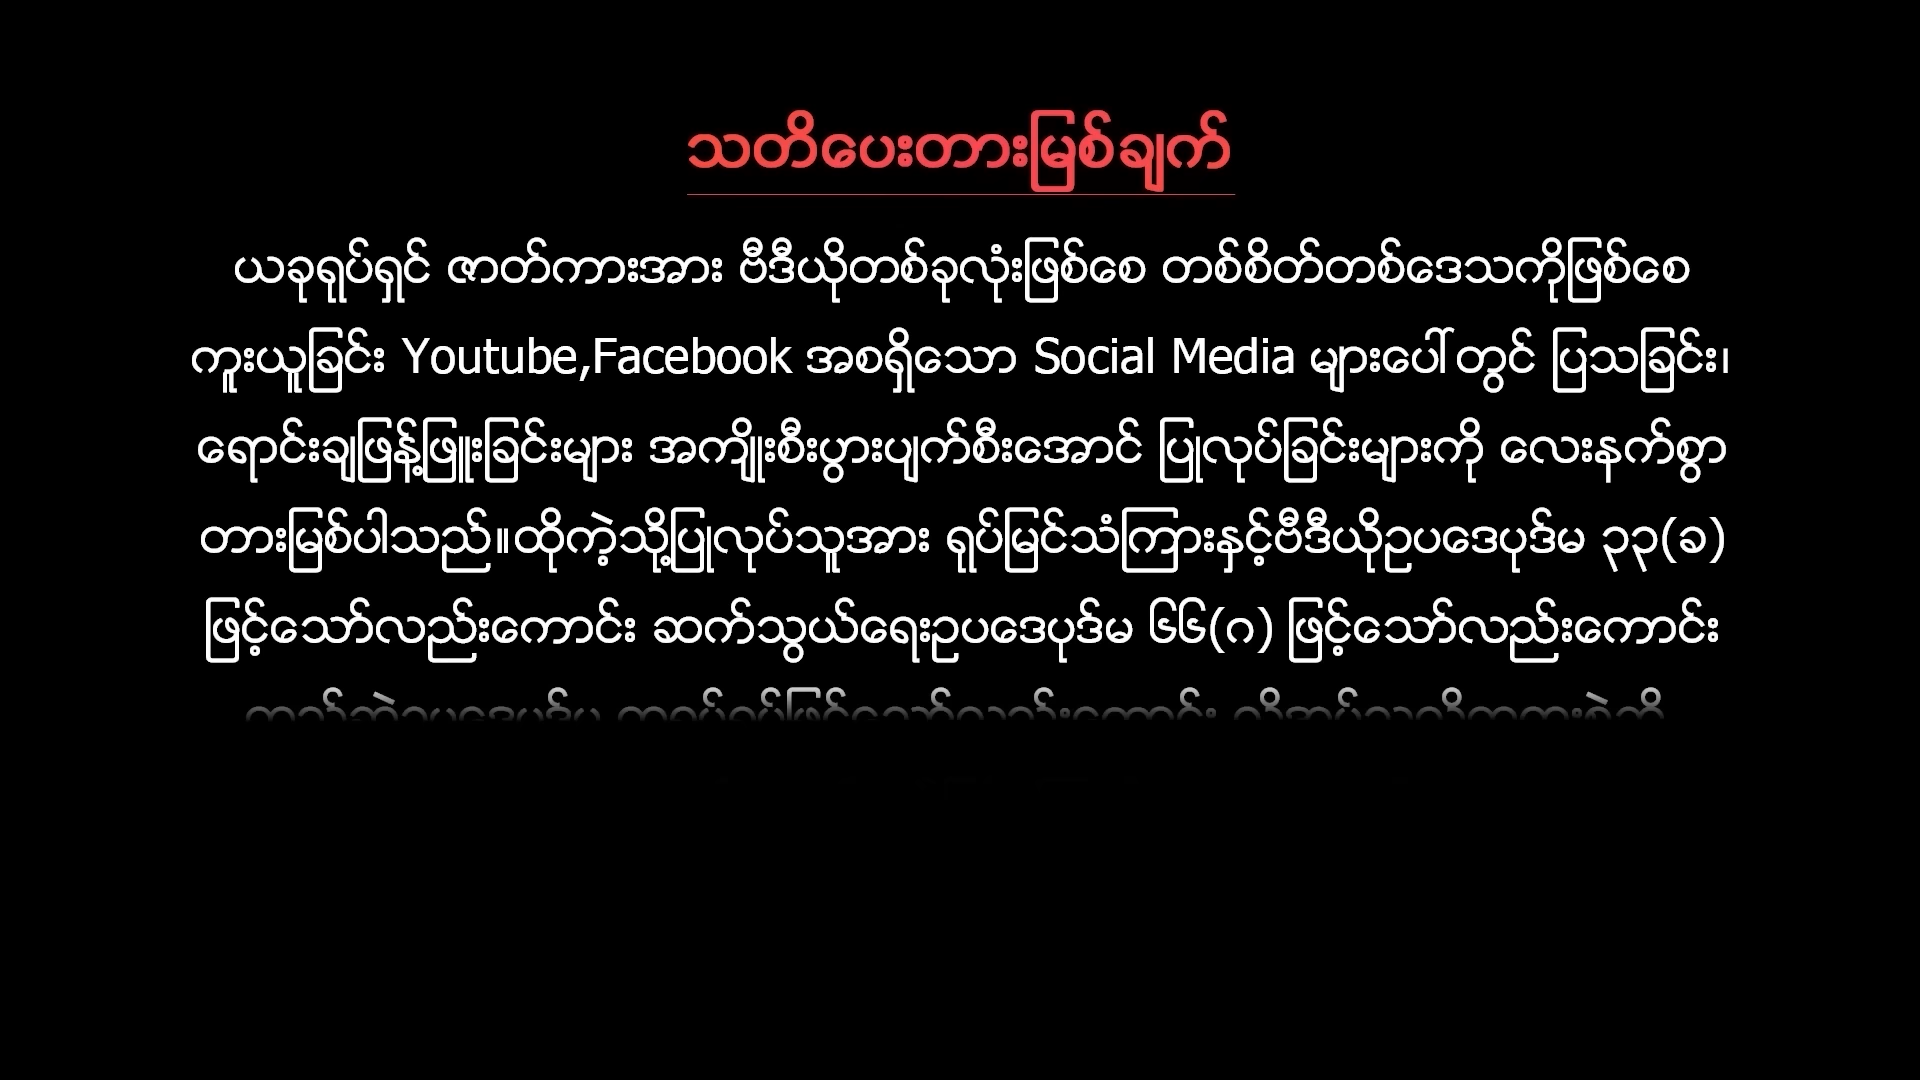 သတိပေးတားမြစ်ချက်
ယခုရုပ်ရှင် ဇာတ်ကားအား ဗီဒီယိုတစ်ခုလုံးဖြစ်စေ တစ်စိတ်တစ်ဒေသကိုဖြစ်စေ
ကူးယူခြင်း Youtube,Facebook အစရှိသော Social Media များပေါ်တွင် ပြသခြင်း၊
ရောင်းချဖြန့်ဖြူးခြင်းများ အကျိုးစီးပွားပျက်စီးအောင် ပြုလုပ်ခြင်းများကို လေးနက်စွာ
တားမြစ်ပါသည်။ထိုကဲ့သို့ပြုလုပ်သူအား ရုပ်မြင်သံကြားနှင့်ဗီဒီယိုဥပဒေပုဒ်မ ၃၃(ခ)
ဖြင့်သော်လည်းကောင်း ဆက်သွယ်ရေးဥပဒေပုဒ်မ ၆၆(ဂ) ဖြင့်သော်လည်းကောင်း